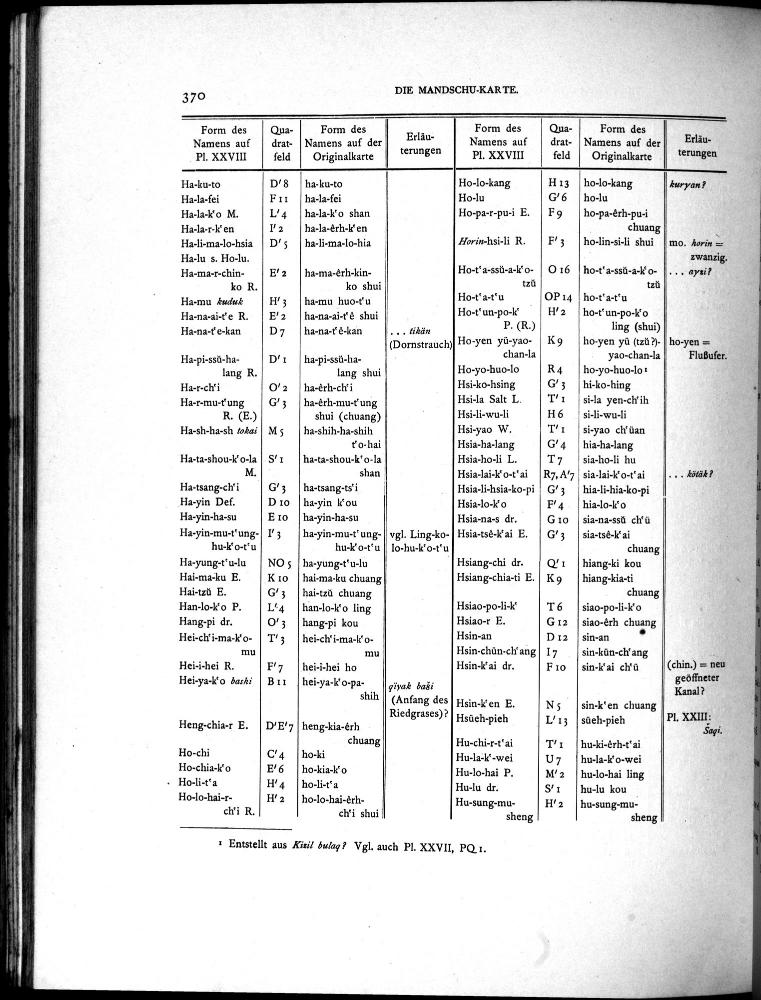 370
DIE MANDSCHU-KARTE.
Form des Namens auf Pl. XXVIII | Qua-drat-feld | Form des Namens auf der Originalkarte | Erläu-terungen
Ha-ku-to | D' 8 | ha-ku-to
Ha-la-fei | F 11 | ha-la-fei
Ha-la-k'o M. | L' 4 | ha-la-k'o shan
Ha-la-r-k'en | I' 2 | ha-la-êrh-k'en
Ha-li-ma-lo-hsia | D' 5 | ha-li-ma-lo-hia
Ha-lu s. Ho-lu.
Ha-ma-r-chin- | E' 2 | ha-ma-êrh-kin-
ko R. | | ko shui
Ha-mu kuduk | H' 3 | ha-mu huo-t'u
Ha-na-ai-t'e R. | E' 2 | ha-na-ai-t'ê shui
Ha-na-t'e-kan | D 7 | ha-na-t'ê-kan | . . . tikän
(Dornstrauch)
Ha-pi-ssŭ-ha- | D' 1 | ha-pi-ssŭ-ha-
lang R. | | lang shui
Ha-r-ch'i | O' 2 | ha-êrh-ch'i
Ha-r-mu-t'ung | G' 3 | ha-êrh-mu-t'ung
R. (E.) | | shui (chuang)
Ha-sh-ha-sh tokai | M 5 | ha-shih-ha-shih
t'o-hai
Ha-ta-shou-k'o-la | S' 1 | ha-ta-shou-k'o-la
M. | | shan
Ha-tsang-ch'i | G' 3 | ha-tsang-ts'i
Ha-yin Def. | D 10 | ha-yin k'ou
Ha-yin-ha-su | E 10 | ha-yin-ha-su
Ha-yin-mu-t'ung- | I' 3 | ha-yin-mu-t'ung- | vgl. Ling-ko-
hu-k'o-t'u | | hu-k'o-t'u | lo-hu-k'o-t'u
Ha-yung-t'u-lu | NO 5 | ha-yung-t'u-lu
Hai-ma-ku E. | K 10 | hai-ma-ku chuang
Hai-tzŭ E. | G' 3 | hai-tzŭ chuang
Han-lo-k'o P. | L' 4 | han-lo-k'o ling
Hang-pi dr. | O' 3 | hang-pi kou
Hei-ch'i-ma-k'o- | T' 3 | hei-ch'i-ma-k'o-
mu | | mu
Hei-i-hei R. | F' 7 | hei-i-hei ho
Hei-ya-k'o bashi | B 11 | hei-ya-k'o-pa- | qïyak bašï
shih | (Anfang des
Riedgrases)?
Heng-chia-r E. | D'E' 7 | heng-kia-êrh
chuang
Ho-chi | C' 4 | ho-ki
Ho-chia-k'o | E' 6 | ho-kia-k'o
Ho-li-t'a | H' 4 | ho-li-t'a
Ho-lo-hai-r- | H' 2 | ho-lo-hai-êrh-
ch'i R. | | ch'i shui
Form des Namens auf Pl. XXVIII | Qua-drat-feld | Form des Namens auf der Originalkarte | Erläu-terungen
Ho-lo-kang | H 13 | ho-lo-kang | kuryan?
Ho-lu | G' 6 | ho-lu
Ho-pa-r-pu-i E. | F 9 | ho-pa-êrh-pu-i
chuang
Horin-hsi-li R. | F' 3 | ho-lin-si-li shui | mo. horin =
zwanzig.
Ho-t'a-ssŭ-a-k'o- | O 16 | ho-t'a-ssŭ-a-k'o- | . . . ayzi?
tzŭ | | tzŭ
Ho-t'a-t'u | OP 14 | ho-t'a-t'u
Ho-t'un-po-k' | H' 2 | ho-t'un-po-k'o
P. (R.) | | ling (shui)
Ho-yen yü-yao- | K 9 | ho-yen yü (tzŭ?)- | ho-yen =
chan-la | | yao-chan-la | Flußufer.
Ho-yo-huo-lo | R 4 | ho-yo-huo-lo ¹
Hsi-ko-hsing | G' 3 | hi-ko-hing
Hsi-la Salt L. | T' 1 | si-la yen-ch'ih
Hsi-li-wu-li | H 6 | si-li-wu-li
Hsi-yao W. | T' 1 | si-yao ch'üan
Hsia-ha-lang | G' 4 | hia-ha-lang
Hsia-ho-li L. | T 7 | sia-ho-li hu
Hsia-lai-k'o-t'ai | R7, A'7 | sia-lai-k'o-t'ai | . . . kötäk?
Hsia-li-hsia-ko-pi | G' 3 | hia-li-hia-ko-pi
Hsia-lo-k'o | F' 4 | hia-lo-k'o
Hsia-na-s dr. | G 10 | sia-na-ssŭ ch'ü
Hsia-tsê-k'ai E. | G' 3 | sia-tsê-k'ai
chuang
Hsiang-chi dr. | Q' 1 | hiang-ki kou
Hsiang-chia-ti E. | K 9 | hiang-kia-ti
chuang
Hsiao-po-li-k' | T 6 | siao-po-li-k'o
Hsiao-r E. | G 12 | siao-êrh chuang
Hsin-an | D 12 | sin-an
Hsin-chün-ch'ang | I 7 | sin-kün-ch'ang
Hsin-k'ai dr. | F 10 | sin-k'ai ch'ü | (chin.) = neu
geöffneter
Kanal?
Hsin-k'en E. | N 5 | sin-k'en chuang
Hsüeh-pieh | L' 13 | süeh-pieh | Pl. XXIII:
Šaqi.
Hu-chi-r-t'ai | T' 1 | hu-ki-êrh-t'ai
Hu-la-k'-wei | U 7 | hu-la-k'o-wei
Hu-lo-hai P. | M' 2 | hu-lo-hai ling
Hu-lu dr. | S' 1 | hu-lu kou
Hu-sung-mu- | H' 2 | hu-sung-mu-
sheng | | sheng
¹ Entstellt aus Kizil bulaq? Vgl. auch Pl. XXVII, PQ 1.